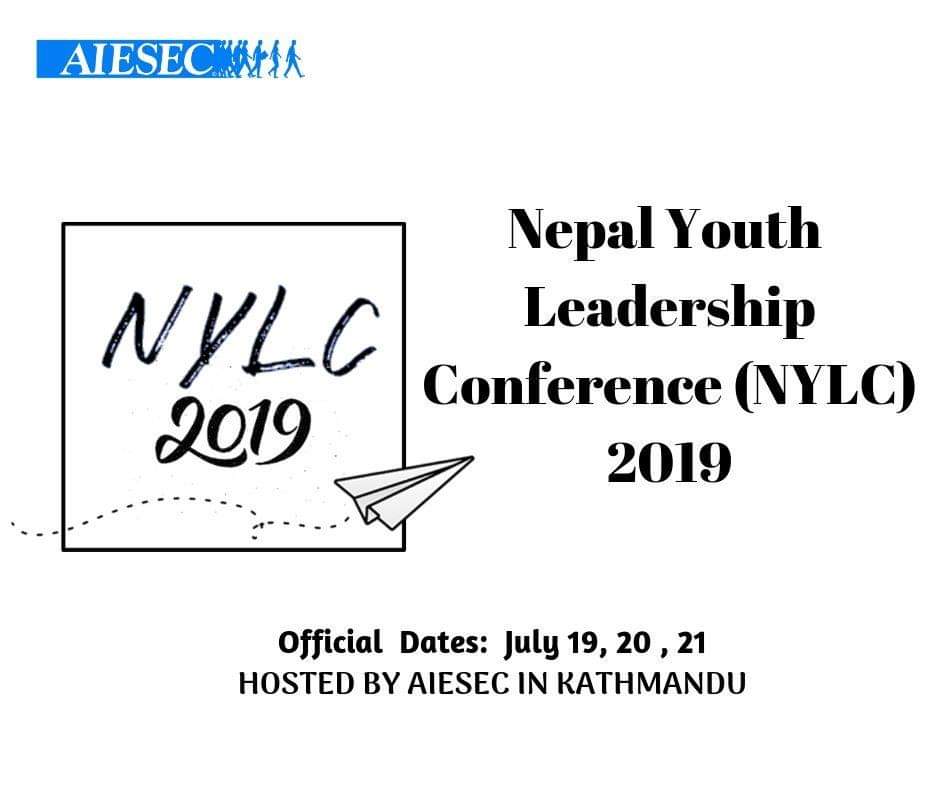 AIESEC
NYLC
2019
Nepal Youth
Leadership
Conference (NYLC)
2019
Official Dates: July 19, 20 , 21
HOSTED BY AIESEC IN KATHMANDU